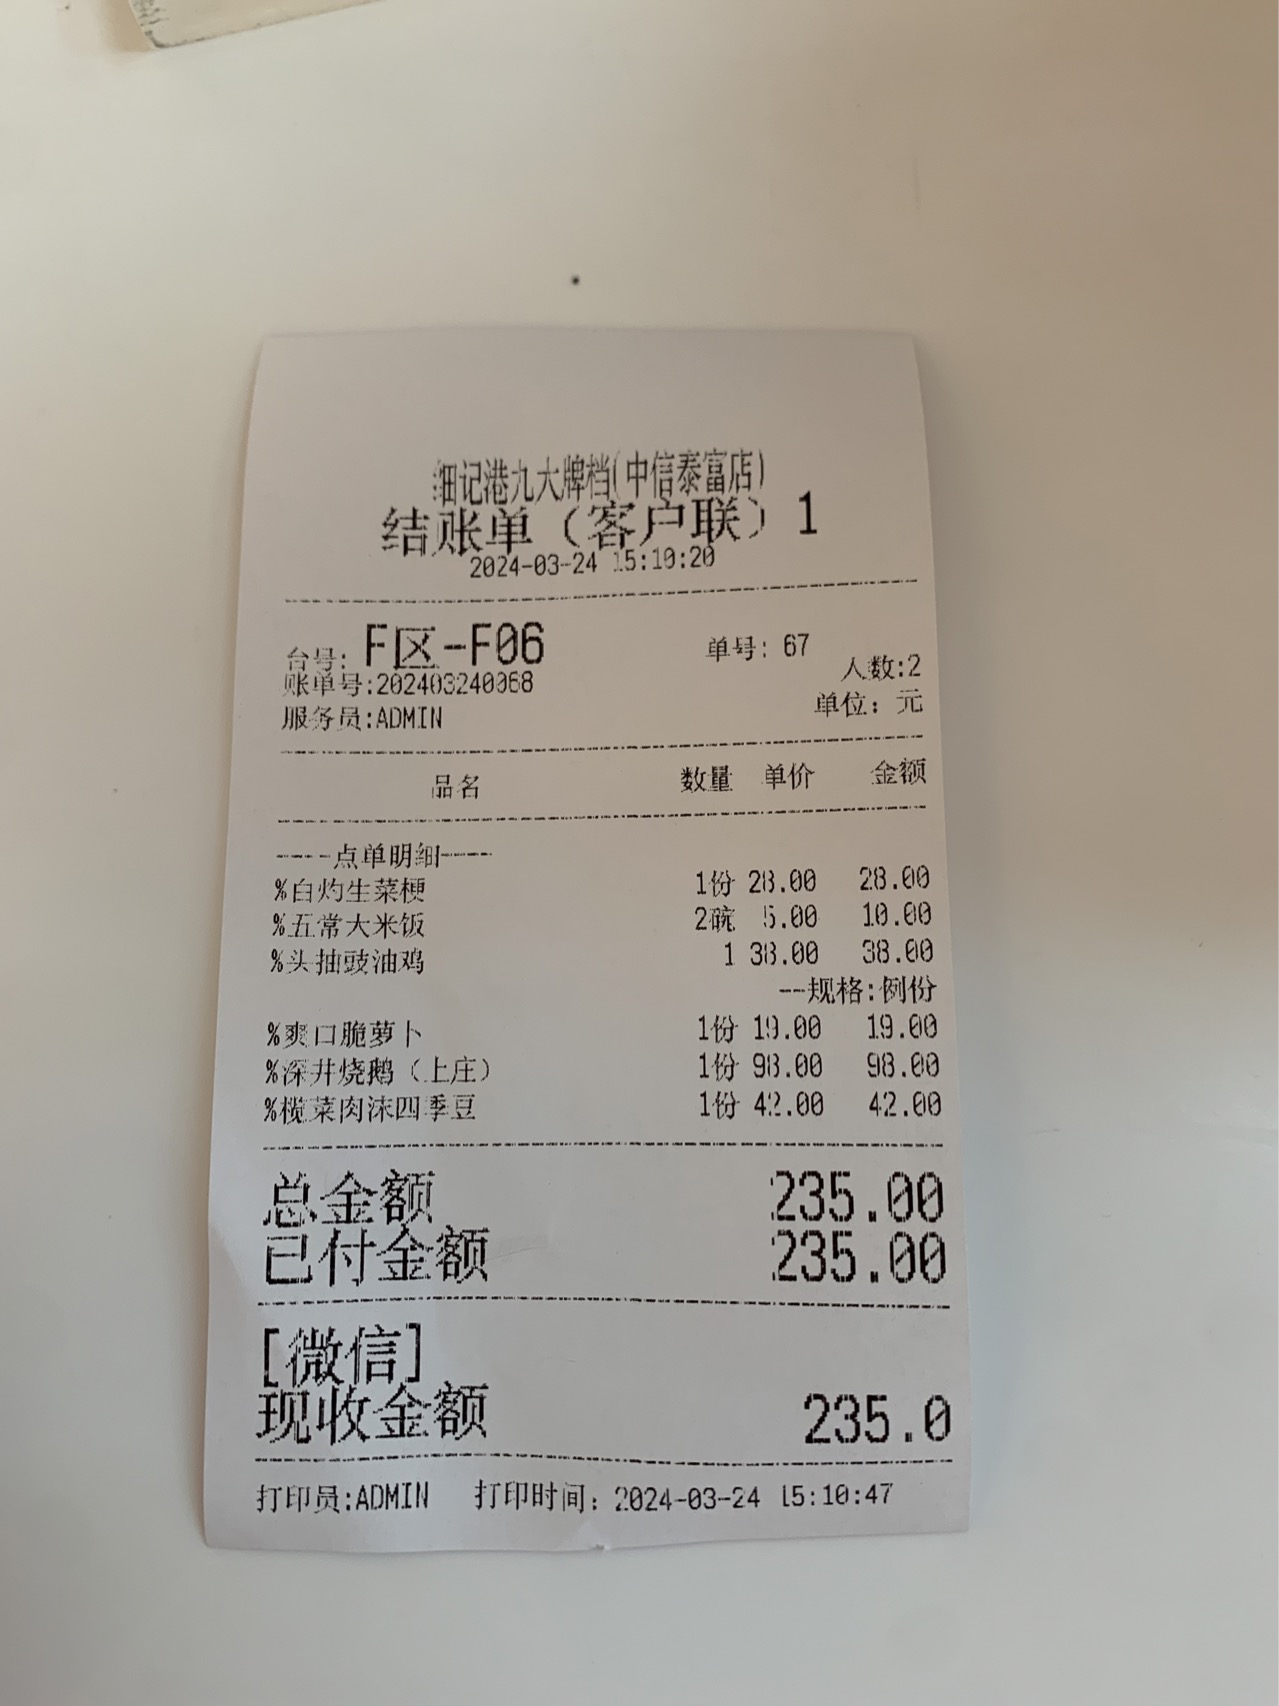 细记港九大牌档(中信泰富店)
结账单（客户联）1
2024-03-24 15:10:20
台号: F区-F06 单号: 67
人数:2
账单号:202403240068
服务员:ADMIN 单位: 元
品名 数量 单价 金额
----点单明细----
%白灼生菜梗 1份 28.00 28.00
%五常大米饭 2碗 5.00 10.00
%头抽豉油鸡 1 38.00 38.00
--规格:例份
%爽口脆萝卜 1份 19.00 19.00
%深井烧鹅（上庄） 1份 98.00 98.00
%榄菜肉沫四季豆 1份 42.00 42.00
总金额 235.00
已付金额 235.00
[微信]
现收金额 235.0
打印员:ADMIN 打印时间: 2024-03-24 15:10:47